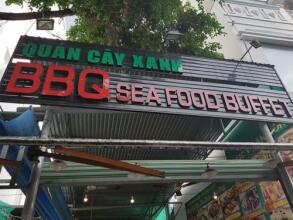 QUÁN CÂY XANH
BBQ SEA FOOD BUFFET